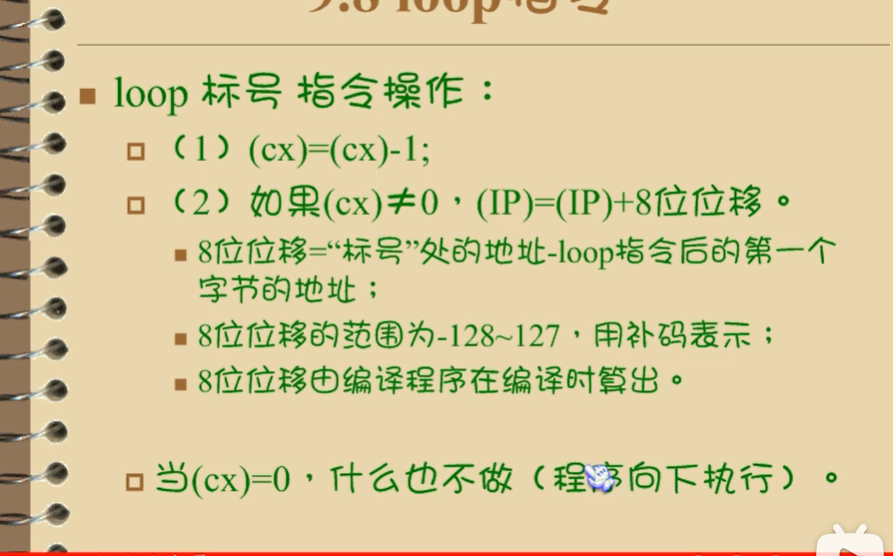 9.8 loop指令
loop 标号 指令操作：
（1）(cx)=(cx)-1;
（2）如果(cx)≠0，(IP)=(IP)+8位位移。
8位位移=“标号”处的地址-loop指令后的第一个
字节的地址；
8位位移的范围为-128~127，用补码表示；
8位位移由编译程序在编译时算出。
当(cx)=0，什么也不做（程序向下执行）。